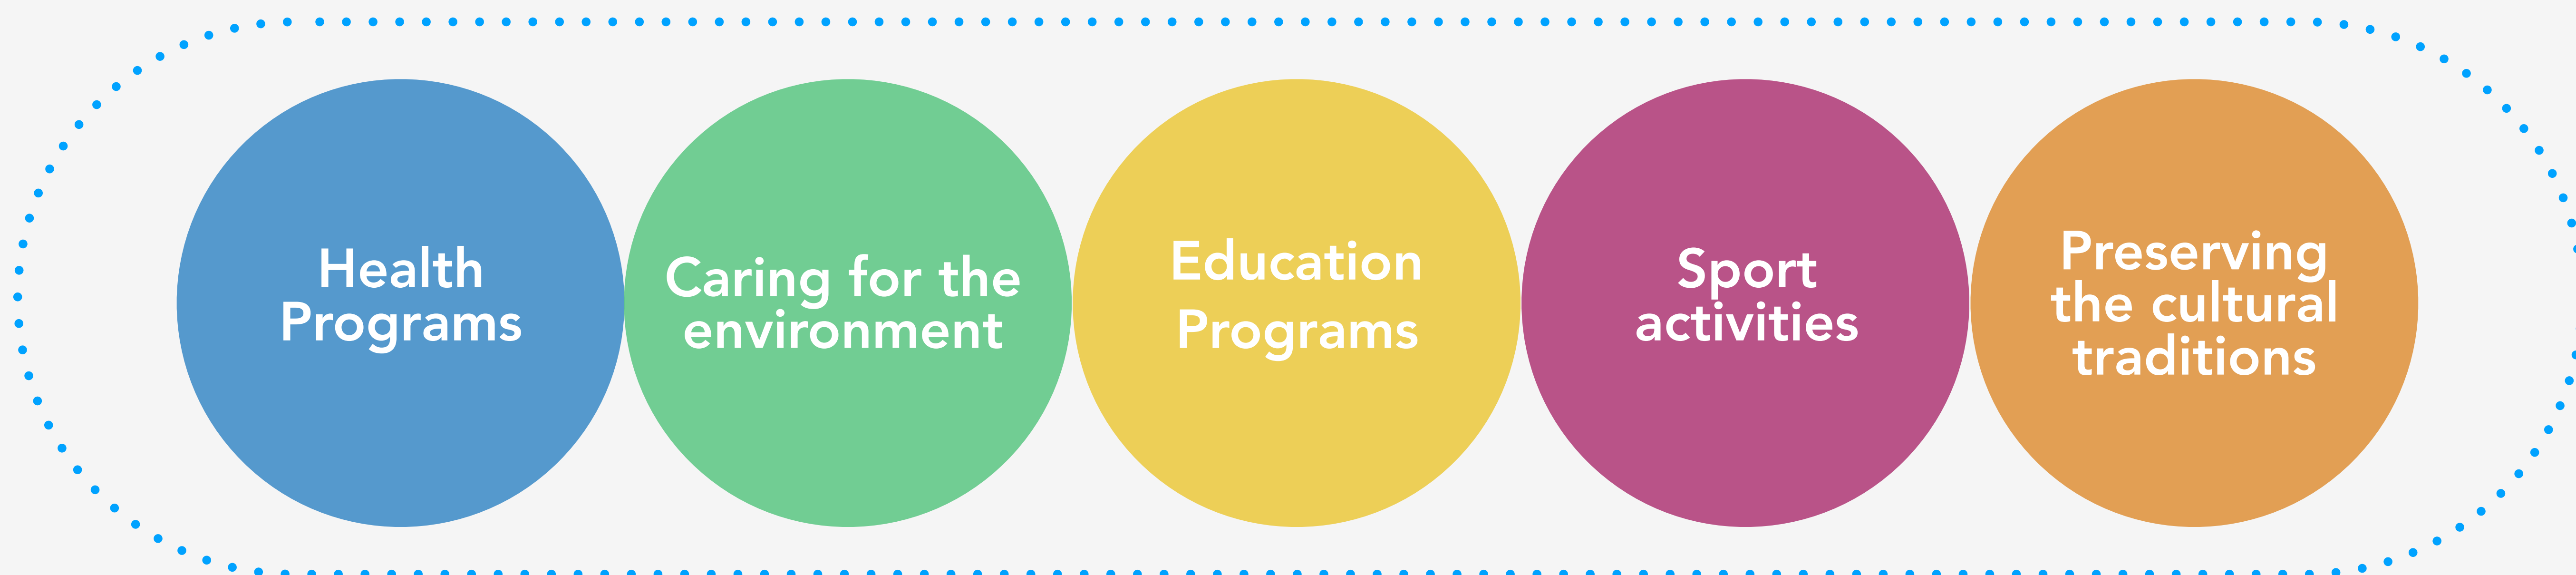 Health
Programs
Caring for the
environment
Education
Programs
Sport
activities
Preserving
the cultural
traditions